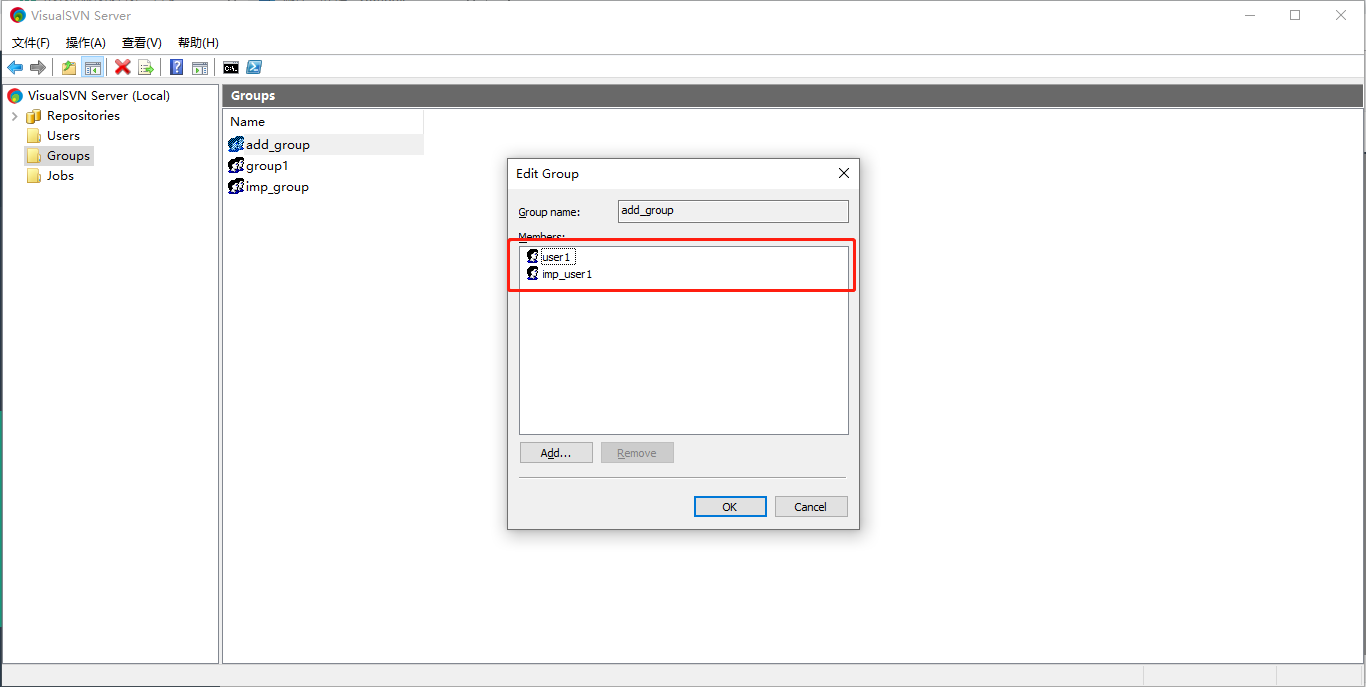 VisualSVN Server
文件(F) 操作(A) 查看(V) 帮助(H)
VisualSVN Server (Local)
Repositories
Users
Groups
Jobs
Groups
Name
add_group
group1
imp_group
Edit Group
Group name: add_group
Members:
user1
imp_user1
Add... Remove
OK Cancel